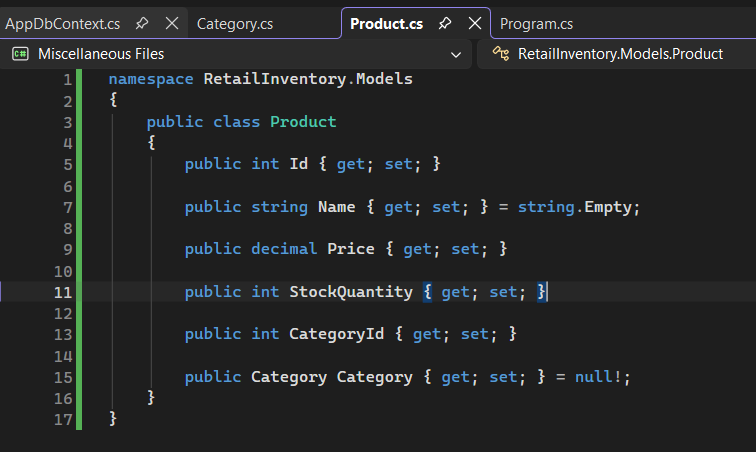 AppDbContext.cs Category.cs Product.cs Program.cs
C# Miscellaneous Files RetailInventory.Models.Product
1 namespace RetailInventory.Models
2 {
3 public class Product
4 {
5 public int Id { get; set; }
6
7 public string Name { get; set; } = string.Empty;
8
9 public decimal Price { get; set; }
10
11 public int StockQuantity { get; set; }
12
13 public int CategoryId { get; set; }
14
15 public Category Category { get; set; } = null!;
16 }
17 }